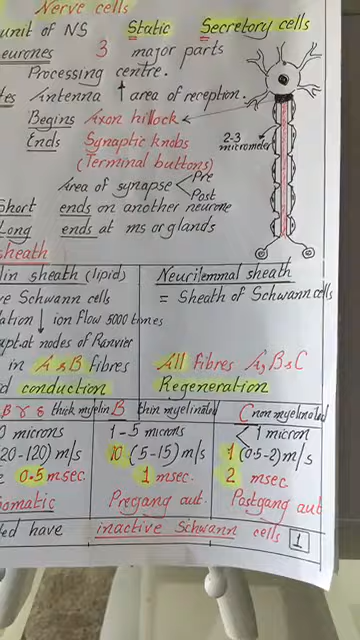 Nerve cells
unit of NS Static Secretory cells
eurones 3 major parts
Processing centre.
tes Antenna ↑ area of reception.
Begins Axon hillock
Ends Synaptic knobs
2-3 micrometer
(Terminal buttons)
Area of synapse < Pre Post
Short ends on another neurone
Long ends at ms or glands
sheath
lin sheath (lipid) Neurilemmal sheath
ve Schwann cells = Sheath of Schwann cells
lation ↓ ion flow 5000 times
cept at nodes of Ranvier
in A & B fibres All fibres A, B & C
d conduction Regeneration
β γ δ thick myelin B thin myelinated C non myelinated
0 microns 1-5 microns < 1 micron
20-120) m/s 10 (5-15) m/s 1 (0.5-2) m/s
0.5 msec 1 msec. 2 msec
omatic Pregang aut. Postgang aut
ted have inactive Schwann cells 1